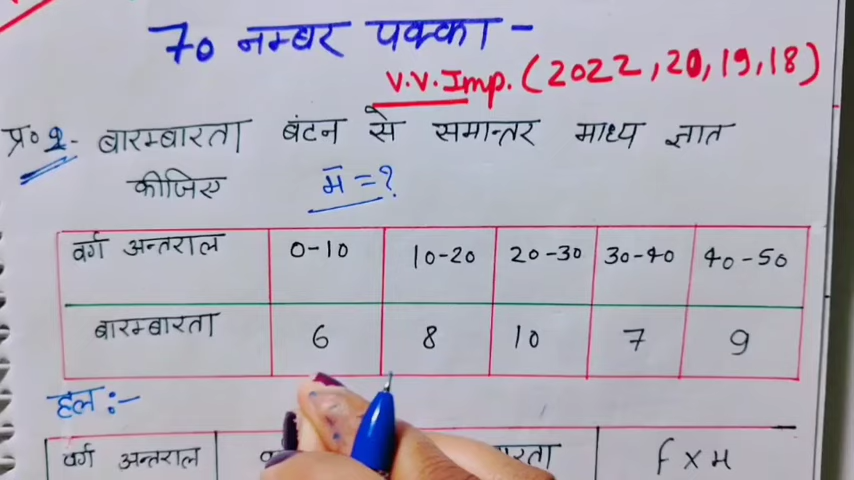 70 नम्बर पक्का -
V.V. Imp. (2022, 20, 19, 18)
प्र० 2- बारम्बारता बंटन से समान्तर माध्य ज्ञात
कीजिए म̄ = ?
वर्ग अन्तराल 0-10 10-20 20-30 30-40 40-50
बारम्बारता 6 8 10 7 9
हल :-
वर्ग अन्तराल f × म